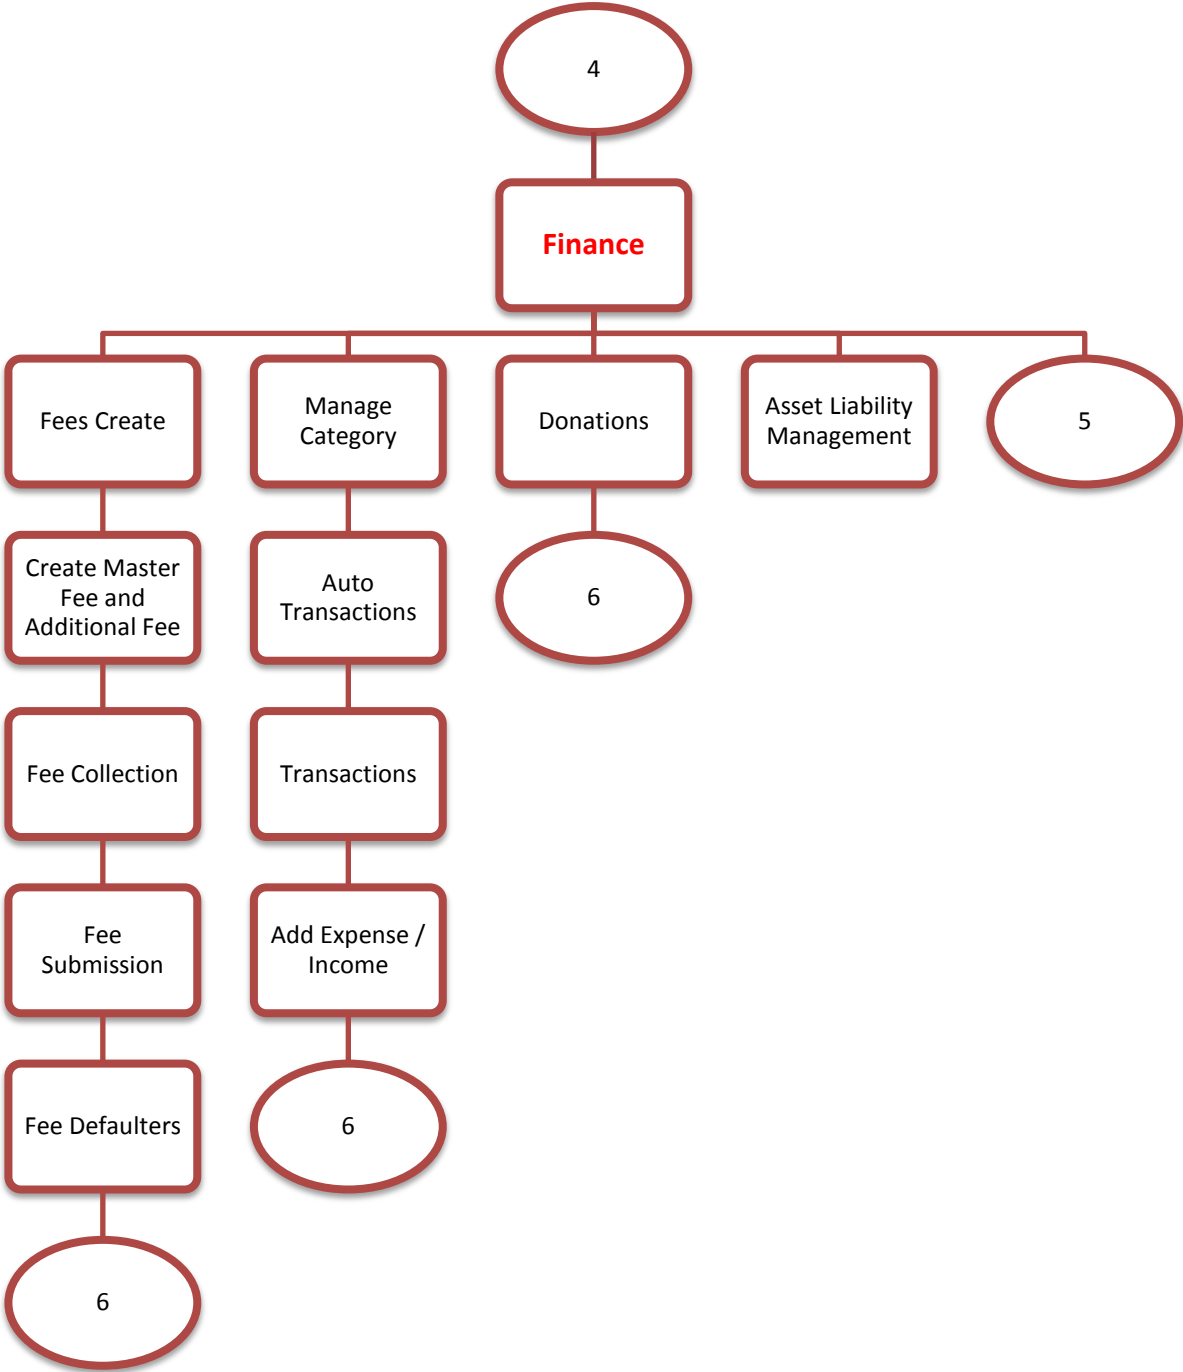 4
Finance
Fees Create
Manage
Category
Donations
Asset Liability
Management
5
Create Master
Fee and
Additional Fee
Auto
Transactions
6
Fee Collection
Transactions
Fee
Submission
Add Expense /
Income
Fee Defaulters
6
6